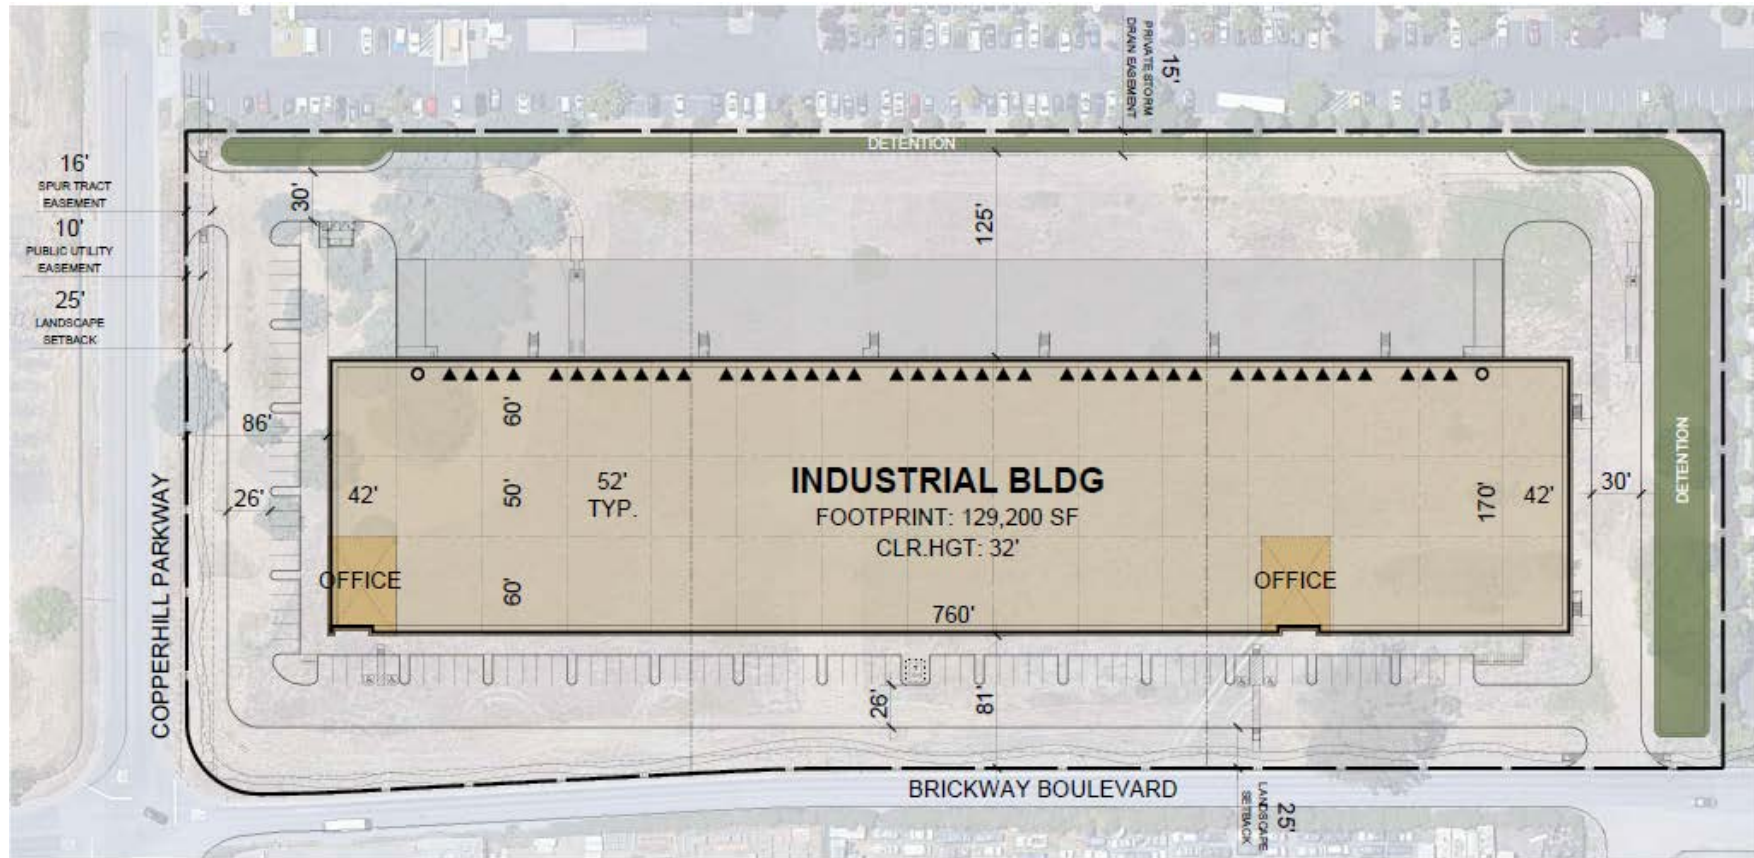 15'
PRIVATE STORM
DRAIN EASEMENT
DETENTION
16'
SPUR TRACT
EASEMENT
10'
PUBLIC UTILITY
EASEMENT
25'
LANDSCAPE
SETBACK
30'
125'
86'
26'
42'
60'
50'
60'
52'
TYP.
INDUSTRIAL BLDG
FOOTPRINT: 129,200 SF
CLR.HGT: 32'
170'
42'
30'
DETENTION
OFFICE
OFFICE
760'
COPPERHILL PARKWAY
26'
81'
BRICKWAY BOULEVARD
25'
LANDSCAPE
SETBACK